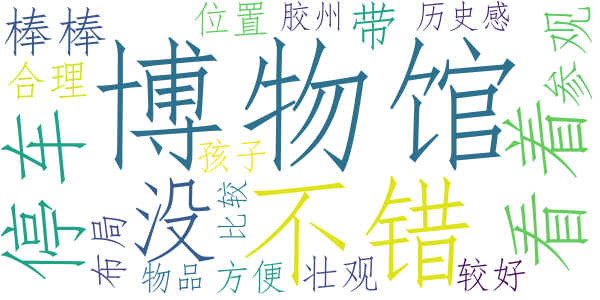 棒棒
位置
胶州
带
历史感
参观
合理
博物馆
停车
孩子
看着
布局
没
比较
不错
物品
方便
壮观
较好